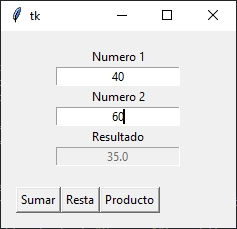 tk
Numero 1
40
Numero 2
60
Resultado
35.0
Sumar Resta Producto